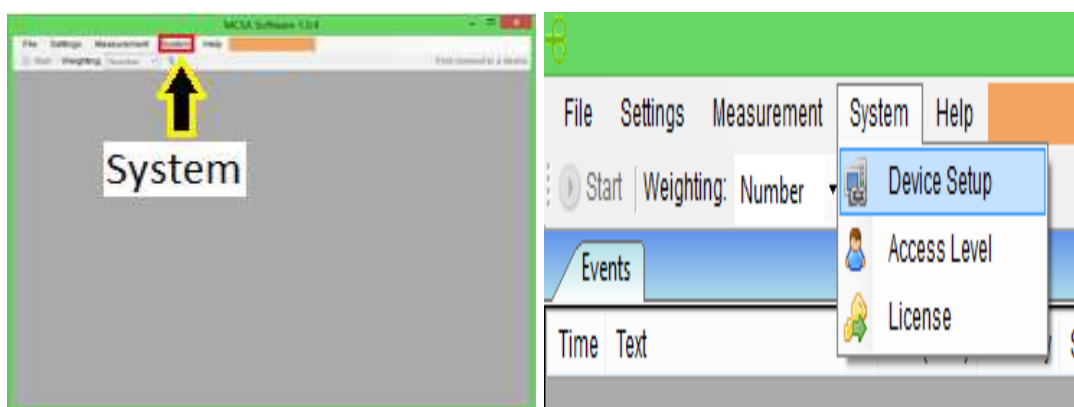 MCSA Software 1.0.4
File Settings Measurement System Help
Start Weighting: Number
System
File Settings Measurement System Help
Start Weighting: Number
Device Setup
Access Level
License
Events
Time Text